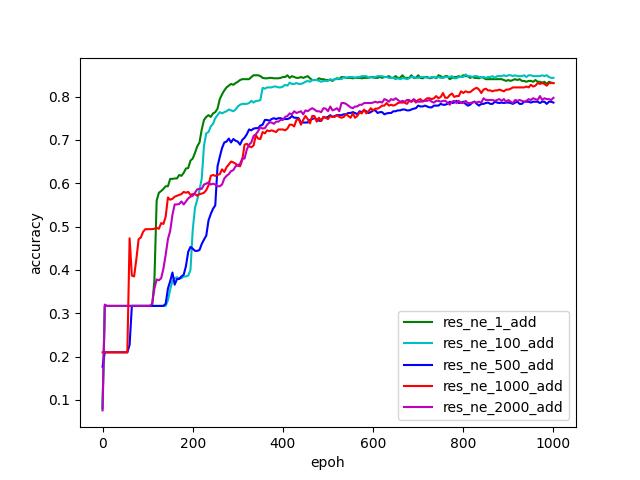 0.8
0.7
0.6
0.5
0.4
0.3
0.2
0.1
accuracy
res_ne_1_add
res_ne_100_add
res_ne_500_add
res_ne_1000_add
res_ne_2000_add
0 200 400 600 800 1000
epoh